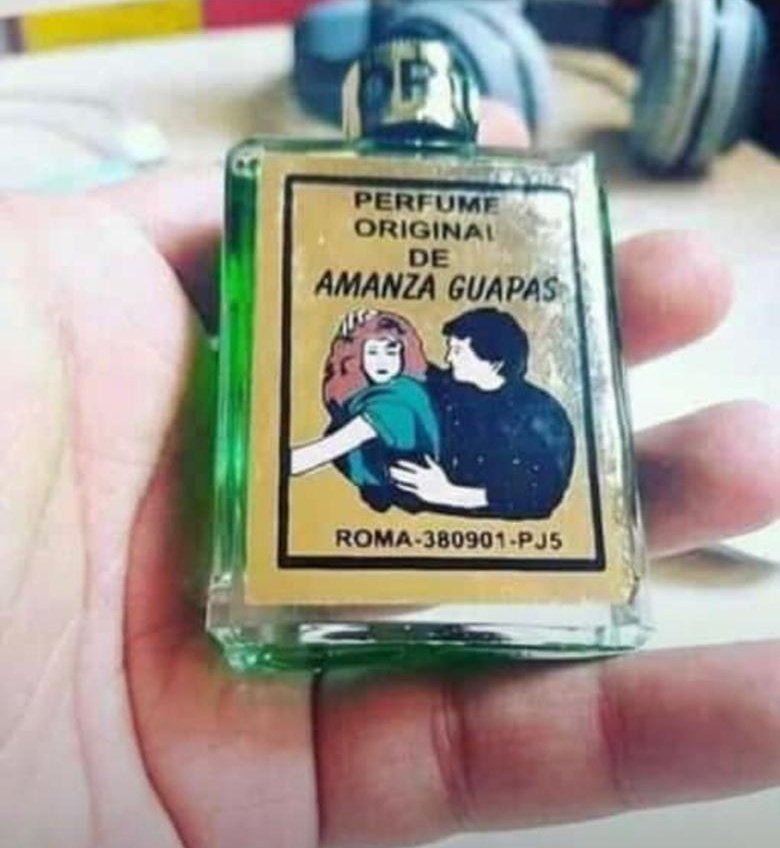 PERFUME
ORIGINAL
DE
AMANZA GUAPAS
ROMA-380901-PJ5